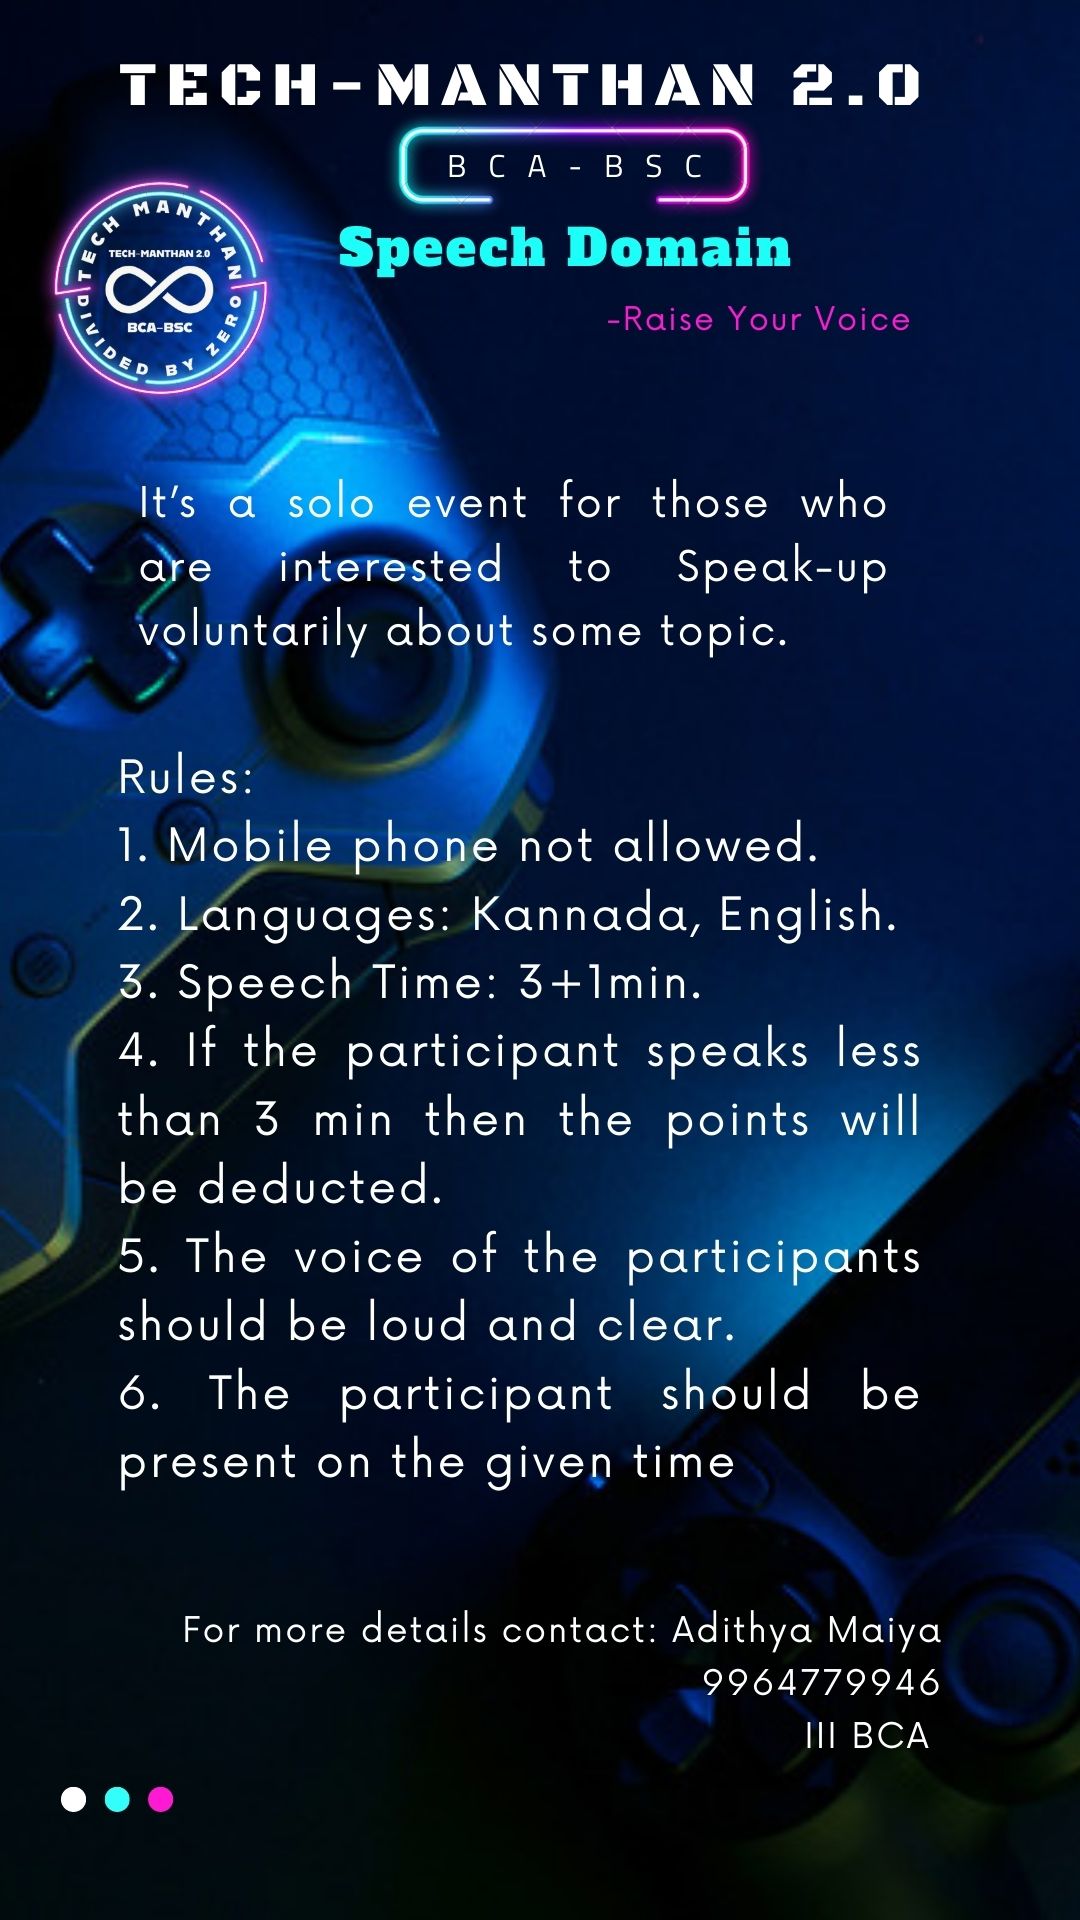 TECH-MANTHAN 2.0
BCA-BSC
TECH MANTHAN
TECH-MANTHAN 2.0
BCA-BSC
DIVIDED BY ZERO
Speech Domain
-Raise Your Voice
It's a solo event for those who
are interested to Speak-up
voluntarily about some topic.
Rules:
1. Mobile phone not allowed.
2. Languages: Kannada, English.
3. Speech Time: 3+1min.
4. If the participant speaks less
than 3 min then the points will
be deducted.
5. The voice of the participants
should be loud and clear.
6. The participant should be
present on the given time
For more details contact: Adithya Maiya
9964779946
III BCA